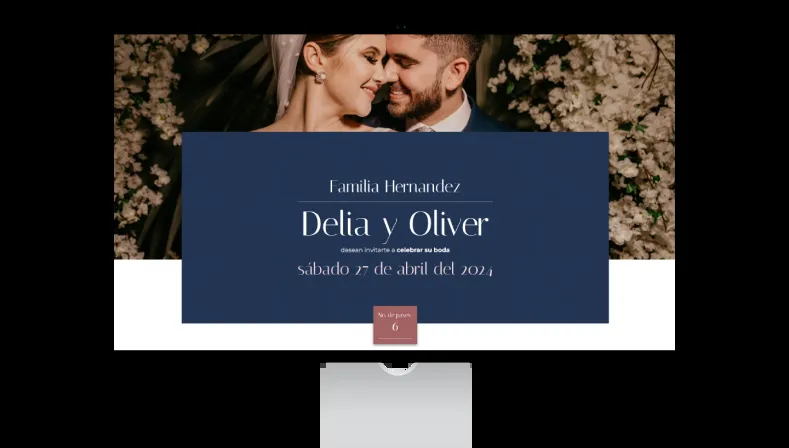 Familia Hernandez
Delia y Oliver
desean invitarte a celebrar su boda
sábado 27 de abril del 2024
No. de pases
6